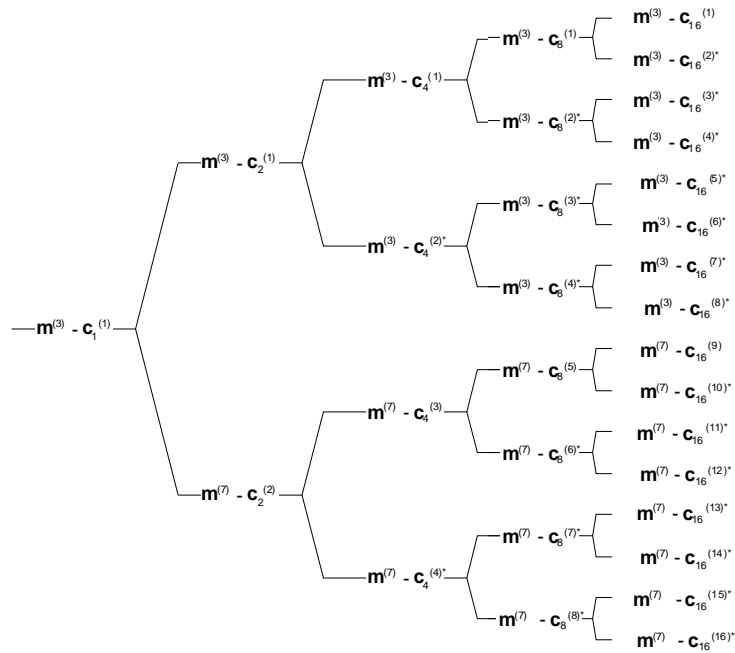 m(3) - c16(1)
m(3) - c8(1)
m(3) - c16(2)*
m(3) - c4(1)
m(3) - c16(3)*
m(3) - c8(2)*
m(3) - c16(4)*
m(3) - c2(1)
m(3) - c16(5)*
m(3) - c8(3)*
m(3) - c16(6)*
m(3) - c4(2)*
m(3) - c16(7)*
m(3) - c8(4)*
m(3) - c16(8)*
m(3) - c1(1)
m(7) - c16(9)
m(7) - c8(5)
m(7) - c16(10)*
m(7) - c4(3)
m(7) - c16(11)*
m(7) - c8(6)*
m(7) - c16(12)*
m(7) - c2(2)
m(7) - c16(13)*
m(7) - c8(7)*
m(7) - c16(14)*
m(7) - c4(4)*
m(7) - c16(15)*
m(7) - c8(8)*
m(7) - c16(16)*